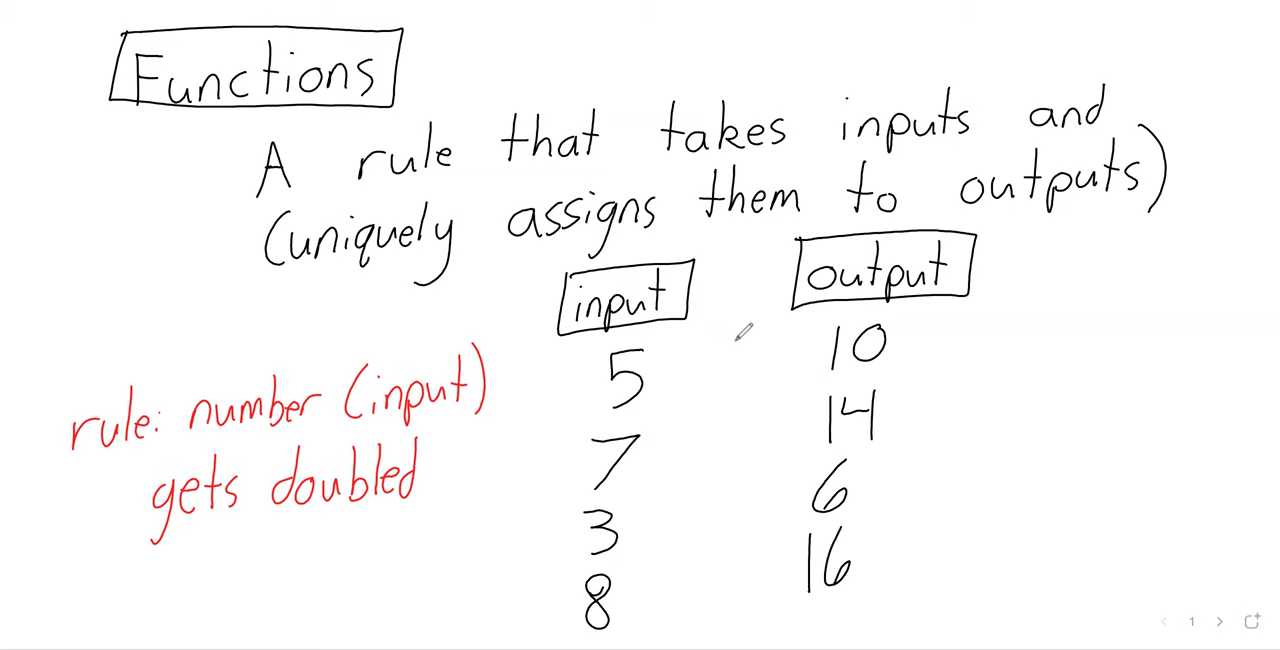 Functions
A rule that takes inputs and
(uniquely assigns them to outputs)
input output
5 10
7 14
3 6
8 16
rule: number (input)
gets doubled
1